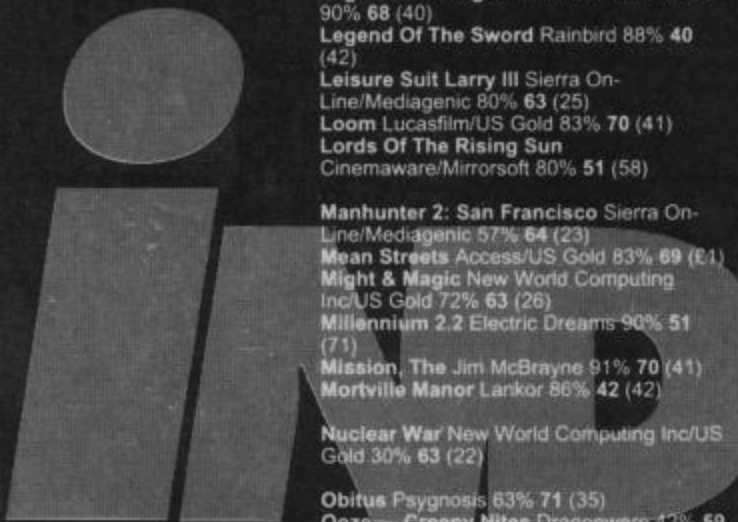 90% 68 (40)
Legend Of The Sword Rainbird 88% 40
(42)
Leisure Suit Larry III Sierra On-
Line/Mediagenic 80% 63 (25)
Loom Lucasfilm/US Gold 83% 70 (41)
Lords Of The Rising Sun
Cinemaware/Mirrorsoft 80% 51 (58)
Manhunter 2: San Francisco Sierra On-
Line/Mediagenic 57% 64 (23)
Mean Streets Access/US Gold 83% 69 (£1)
Might & Magic New World Computing
Inc/US Gold 72% 63 (26)
Millennium 2.2 Electric Dreams 90% 51
(71)
Mission, The Jim McBrayne 91% 70 (41)
Mortville Manor Lankor 86% 42 (42)
Nuclear War New World Computing Inc/US
Gold 30% 63 (22)
Obitus Psygnosis 63% 71 (35)
iND